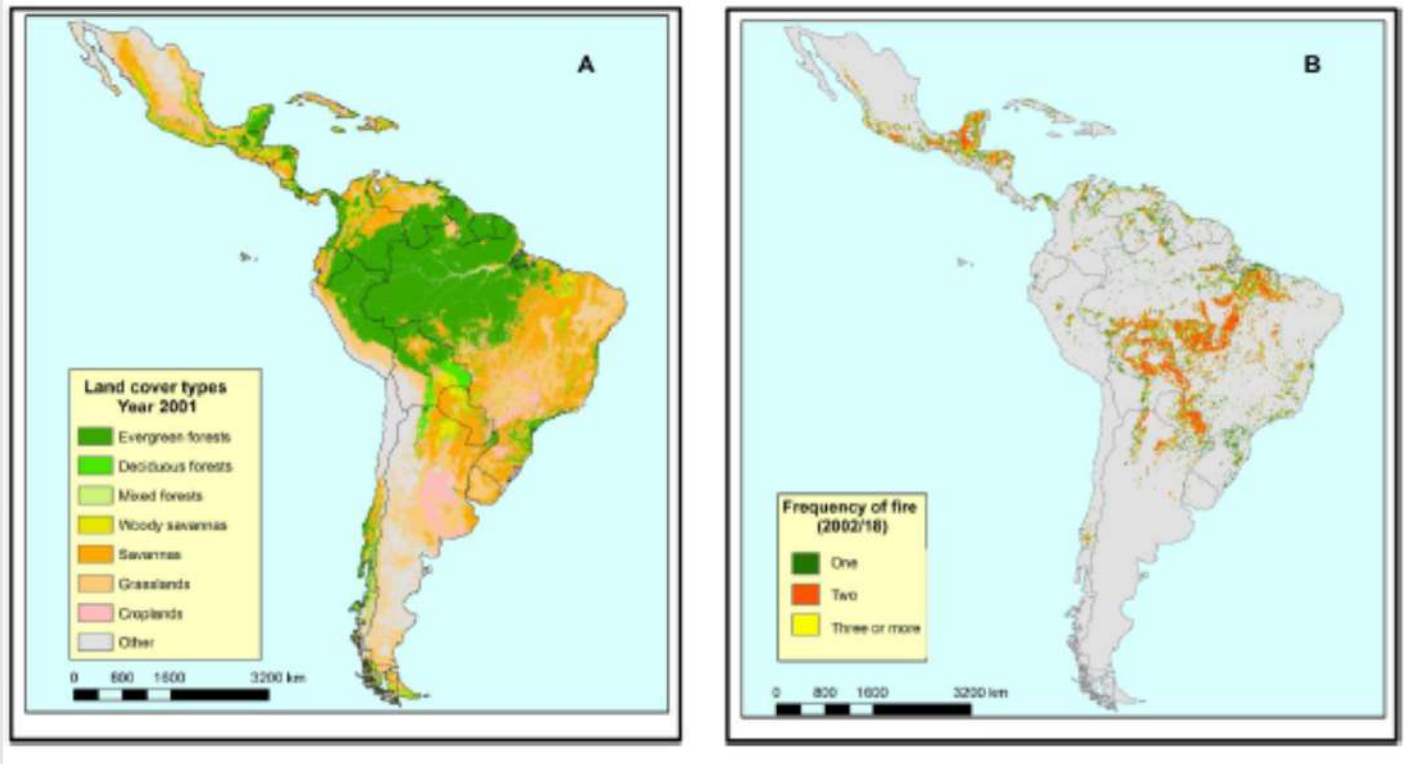 A
Land cover types
Year 2001
Evergreen forests
Deciduous forests
Mixed forests
Woody savannas
Savannas
Grasslands
Croplands
Other
0 800 1600 3200 km
B
Frequency of fire
(2002/18)
One
Two
Three or more
0 800 1600 3200 km